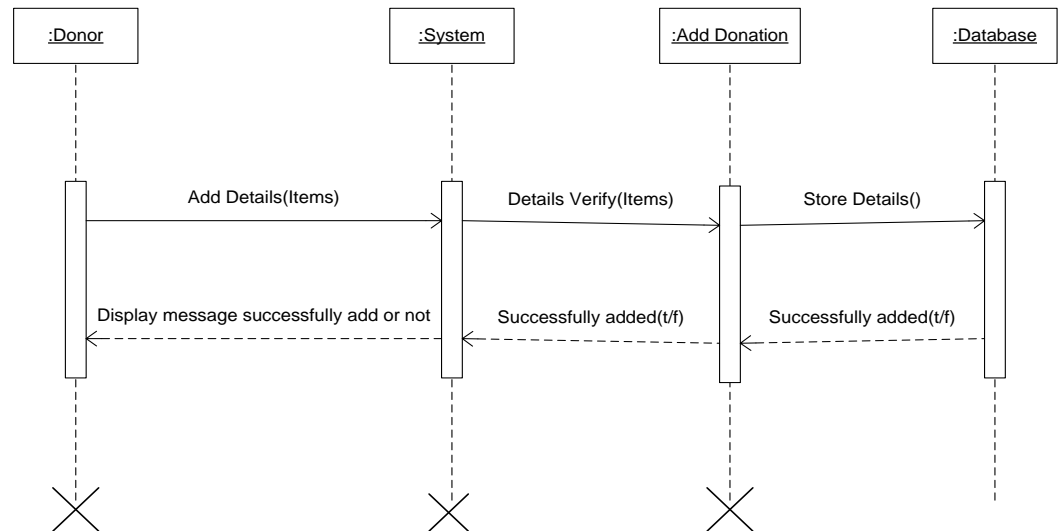 :Donor
:System
:Add Donation
:Database
Add Details(Items)
Details Verify(Items)
Store Details()
Display message successfully add or not
Successfully added(t/f)
Successfully added(t/f)